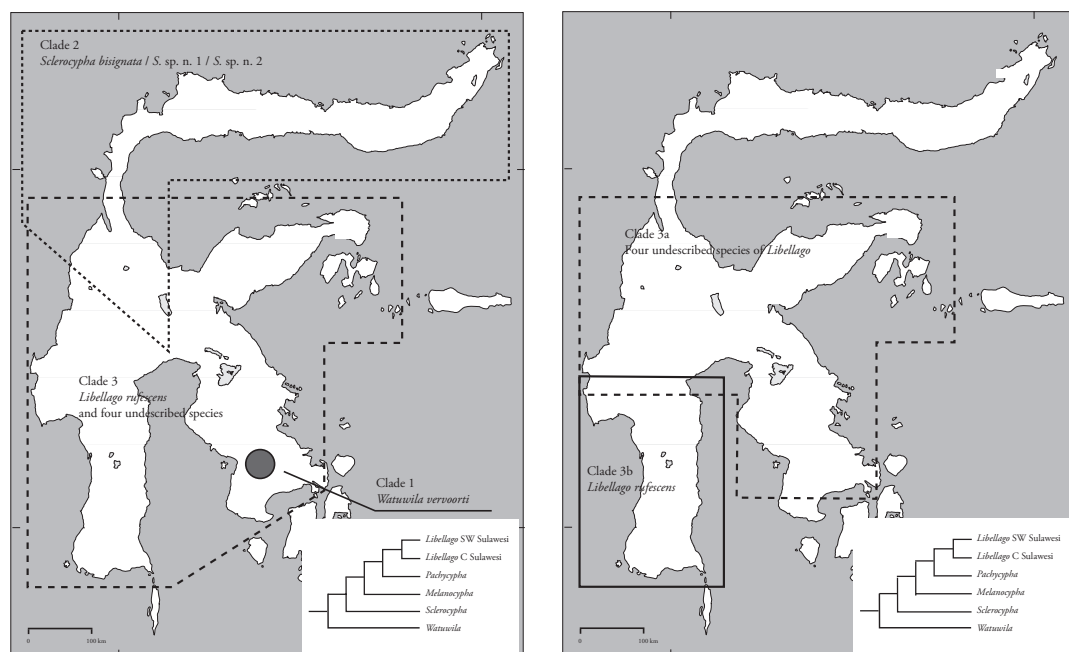 Clade 2
Sclerocypha bisignata / S. sp. n. 1 / S. sp. n. 2
Clade 3
Libellago rufescens
and four undescribed species
Clade 1
Watuwila vervoorti
Libellago SW Sulawesi
Libellago C Sulawesi
Pachycypha
Melanocypha
Sclerocypha
Watuwila
0 100 km
Clade 3a
Four undescribed species of Libellago
Clade 3b
Libellago rufescens
Libellago SW Sulawesi
Libellago C Sulawesi
Pachycypha
Melanocypha
Sclerocypha
Watuwila
0 100 km